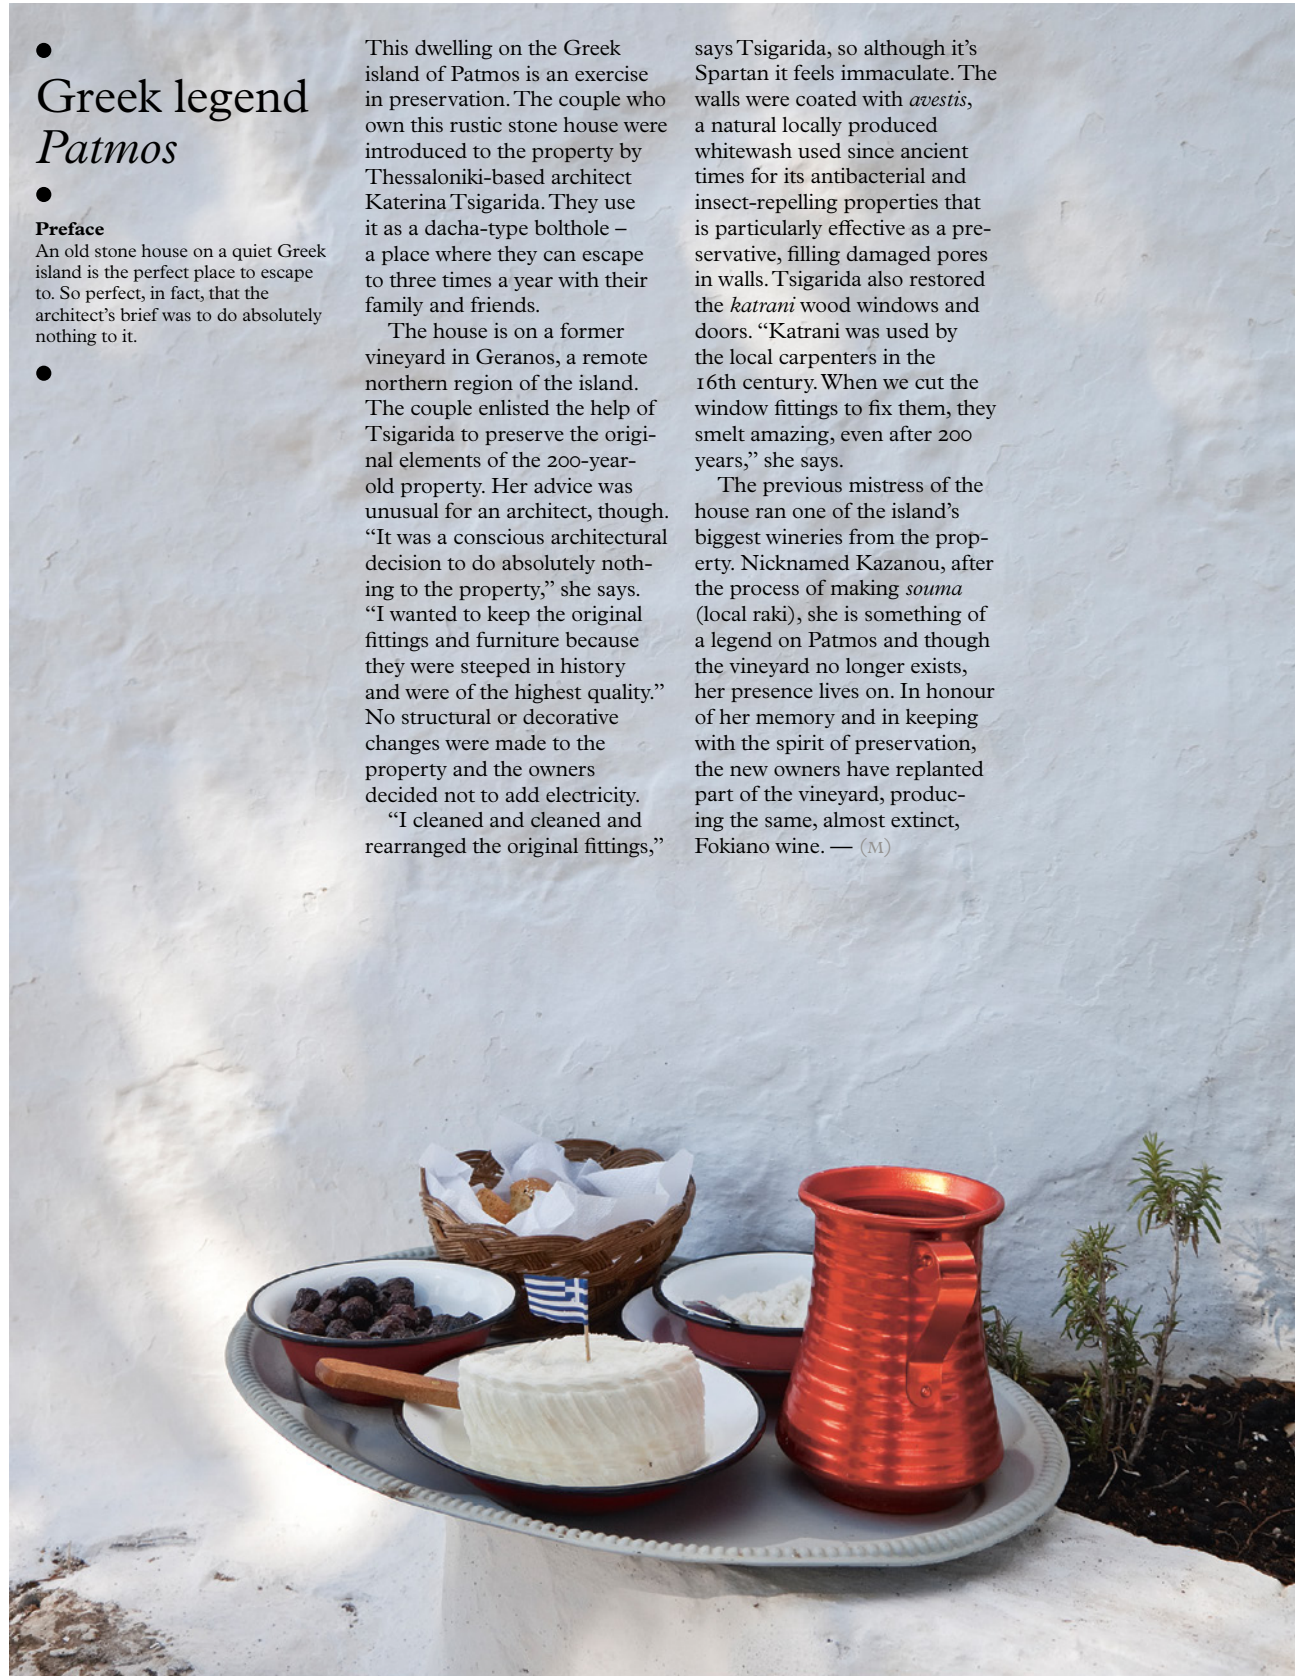 Greek legend
Patmos
Preface
An old stone house on a quiet Greek
island is the perfect place to escape
to. So perfect, in fact, that the
architect’s brief was to do absolutely
nothing to it.
This dwelling on the Greek
island of Patmos is an exercise
in preservation. The couple who
own this rustic stone house were
introduced to the property by
Thessaloniki-based architect
Katerina Tsigarida. They use
it as a dacha-type bolthole –
a place where they can escape
to three times a year with their
family and friends.
The house is on a former
vineyard in Geranos, a remote
northern region of the island.
The couple enlisted the help of
Tsigarida to preserve the origi-
nal elements of the 200-year-
old property. Her advice was
unusual for an architect, though.
“It was a conscious architectural
decision to do absolutely noth-
ing to the property,” she says.
“I wanted to keep the original
fittings and furniture because
they were steeped in history
and were of the highest quality.”
No structural or decorative
changes were made to the
property and the owners
decided not to add electricity.
“I cleaned and cleaned and
rearranged the original fittings,”
says Tsigarida, so although it’s
Spartan it feels immaculate. The
walls were coated with avestis,
a natural locally produced
whitewash used since ancient
times for its antibacterial and
insect-repelling properties that
is particularly effective as a pre-
servative, filling damaged pores
in walls. Tsigarida also restored
the katrani wood windows and
doors. “Katrani was used by
the local carpenters in the
16th century. When we cut the
window fittings to fix them, they
smelt amazing, even after 200
years,” she says.
The previous mistress of the
house ran one of the island’s
biggest wineries from the prop-
erty. Nicknamed Kazanou, after
the process of making souma
(local raki), she is something of
a legend on Patmos and though
the vineyard no longer exists,
her presence lives on. In honour
of her memory and in keeping
with the spirit of preservation,
the new owners have replanted
part of the vineyard, produc-
ing the same, almost extinct,
Fokiano wine. — (M)